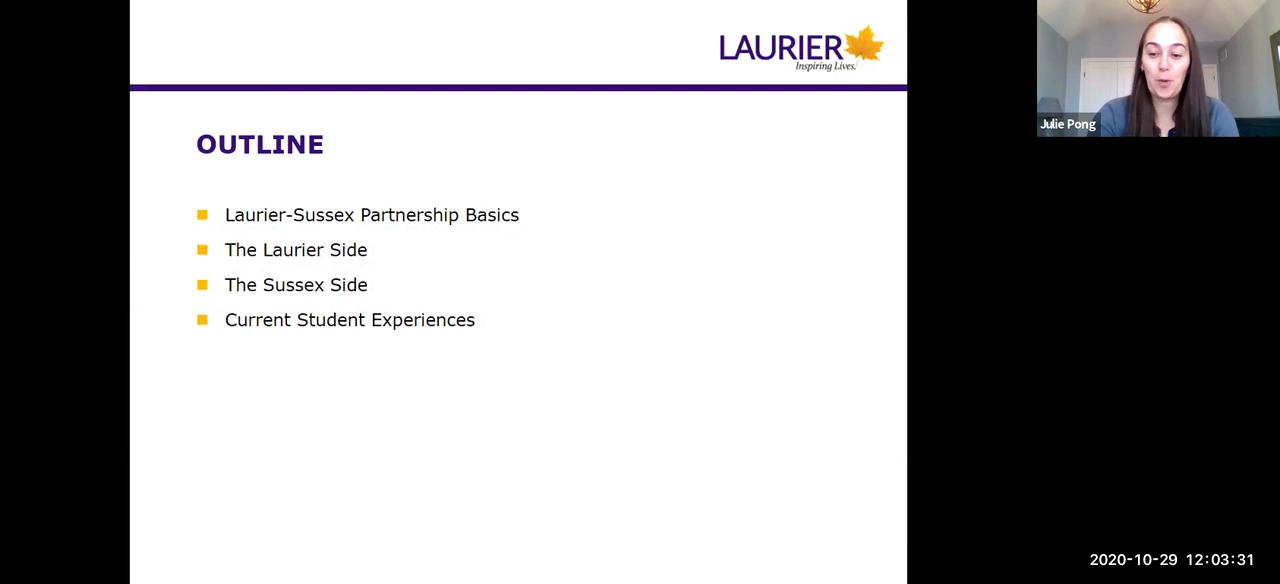 LAURIER
Inspiring Lives.
Julie Pong
OUTLINE
Laurier-Sussex Partnership Basics
The Laurier Side
The Sussex Side
Current Student Experiences
2020-10-29 12:03:31